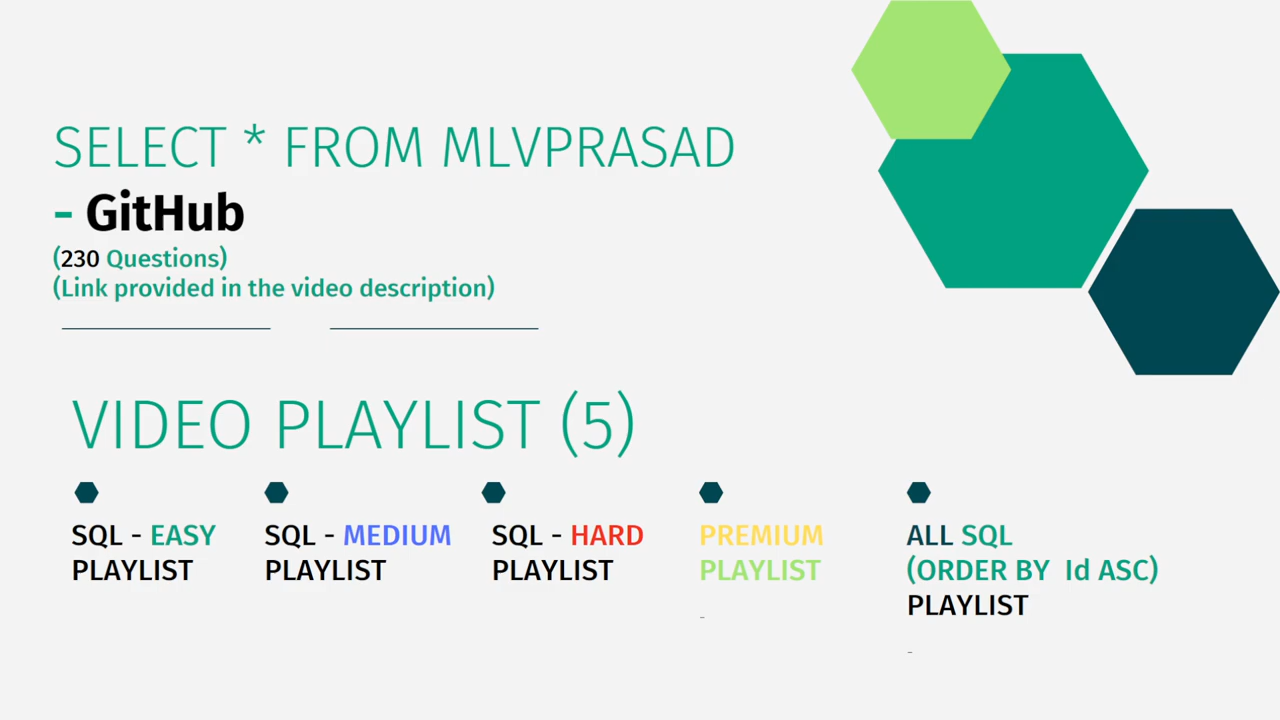 SELECT * FROM MLVPRASAD
- GitHub
(230 Questions)
(Link provided in the video description)
VIDEO PLAYLIST (5)
SQL - EASY
PLAYLIST
SQL - MEDIUM
PLAYLIST
SQL - HARD
PLAYLIST
PREMIUM
PLAYLIST
-
ALL SQL
(ORDER BY Id ASC)
PLAYLIST
-